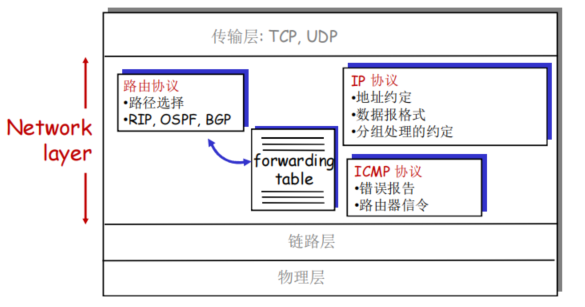 传输层: TCP, UDP
Network
layer
路由协议
•路径选择
•RIP, OSPF, BGP
forwarding
table
IP 协议
•地址约定
•数据报格式
•分组处理的约定
ICMP 协议
•错误报告
•路由器信令
链路层
物理层